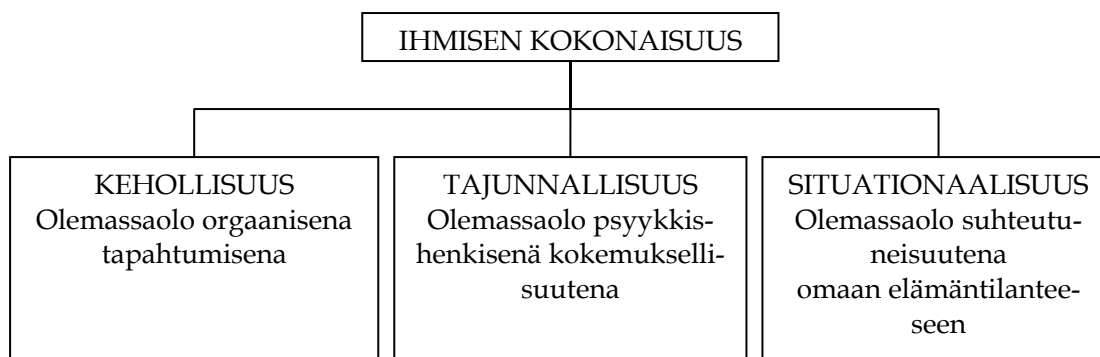 IHMISEN KOKONAISUUS
KEHOLLISUUS
Olemassaolo orgaanisena
tapahtumisena
TAJUNNALLISUUS
Olemassaolo psyykkis-
henkisenä kokemukselli-
suutena
SITUATIONAALISUUS
Olemassaolo suhteutu-
neisuutena
omaan elämäntilantee-
seen